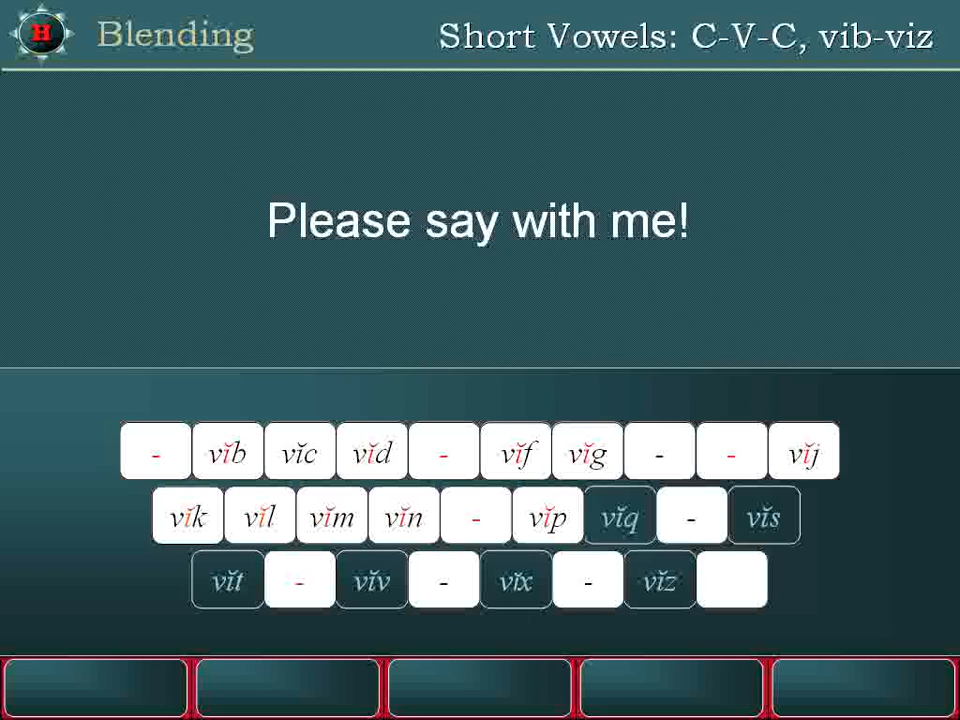 H Blending
Short Vowels: C-V-C, vib-viz
Please say with me!
- vĭb vĭc vĭd - vĭf vĭg - - vĭj
vĭk vĭl vĭm vĭn - vĭp vĭq - vĭs
vĭt - vĭv - vĭx - vĭz